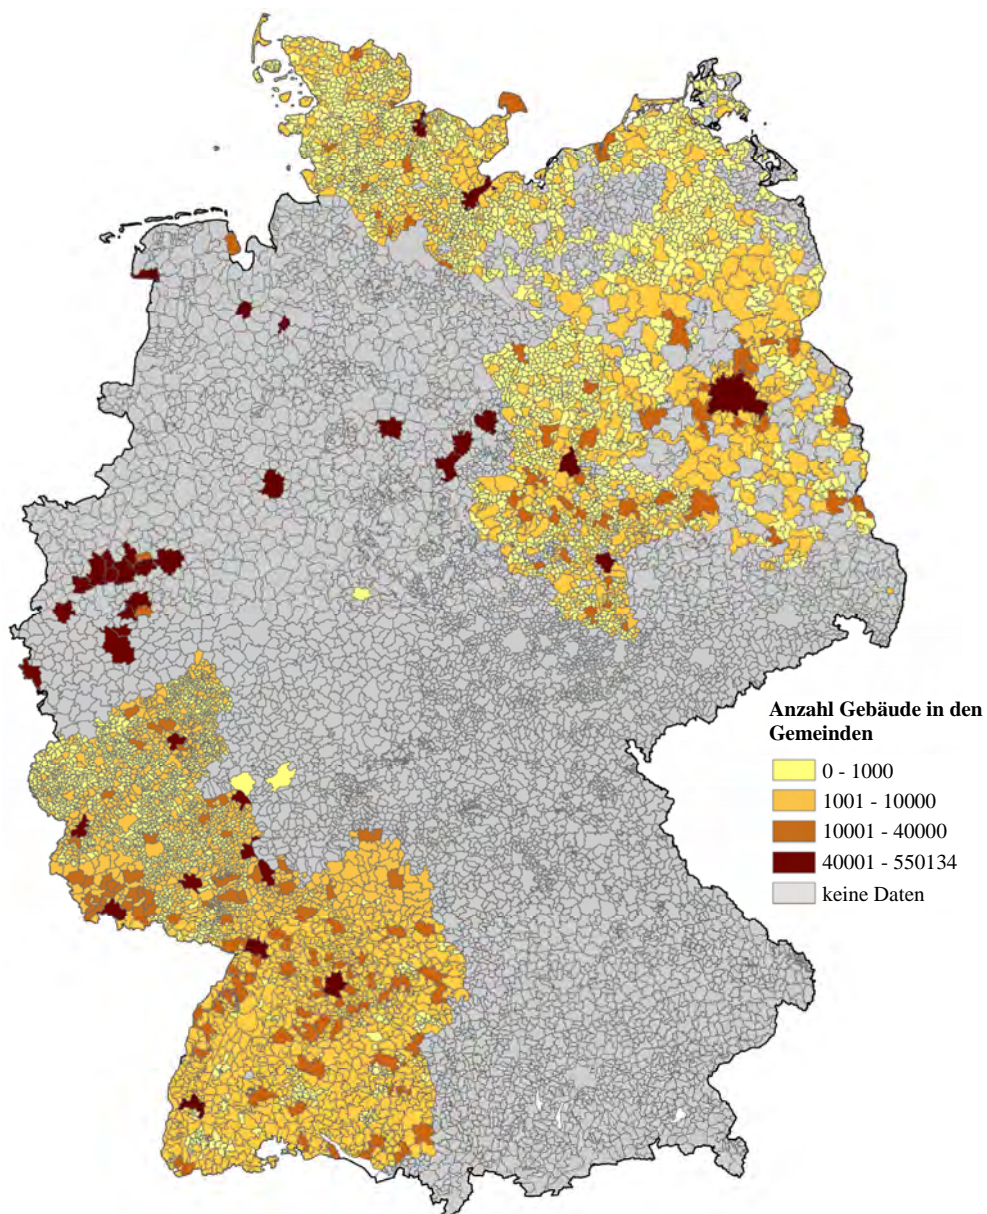 Anzahl Gebäude in den
Gemeinden
0 - 1000
1001 - 10000
10001 - 40000
40001 - 550134
keine Daten